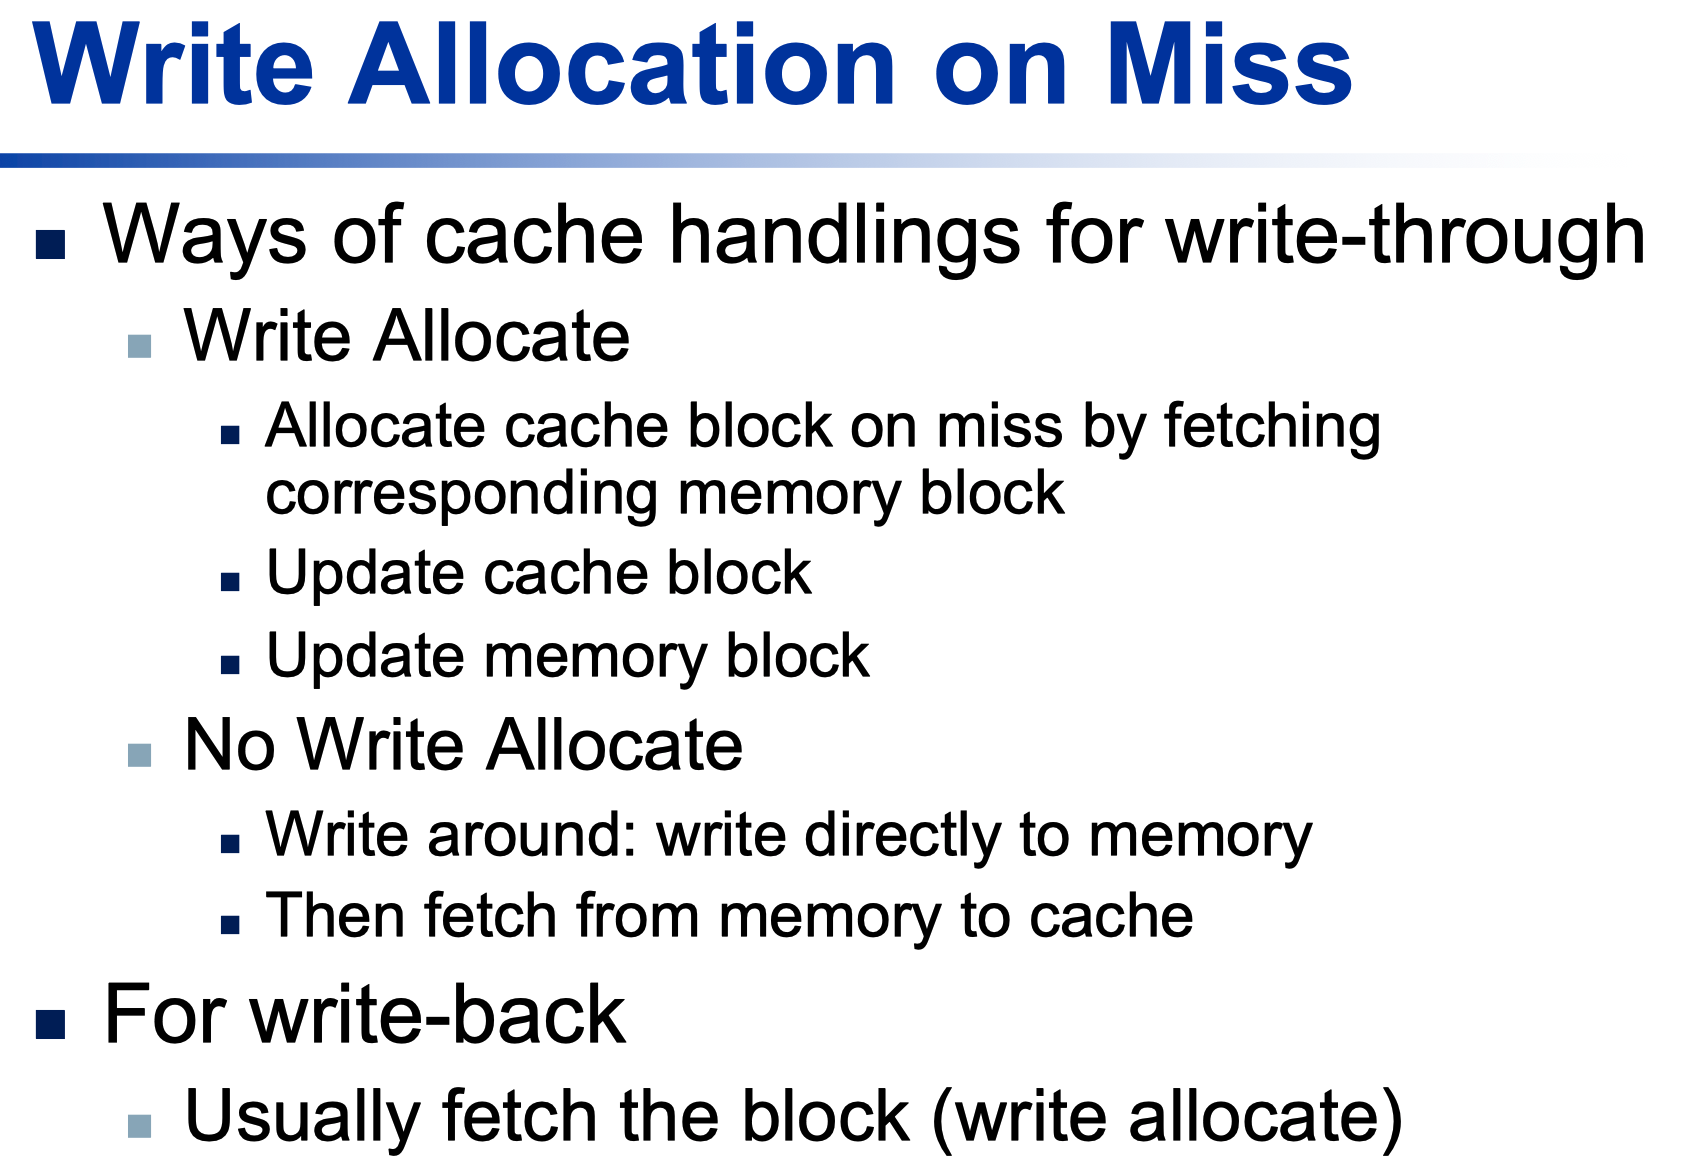 Write Allocation on Miss
Ways of cache handlings for write-through
Write Allocate
Allocate cache block on miss by fetching
corresponding memory block
Update cache block
Update memory block
No Write Allocate
Write around: write directly to memory
Then fetch from memory to cache
For write-back
Usually fetch the block (write allocate)